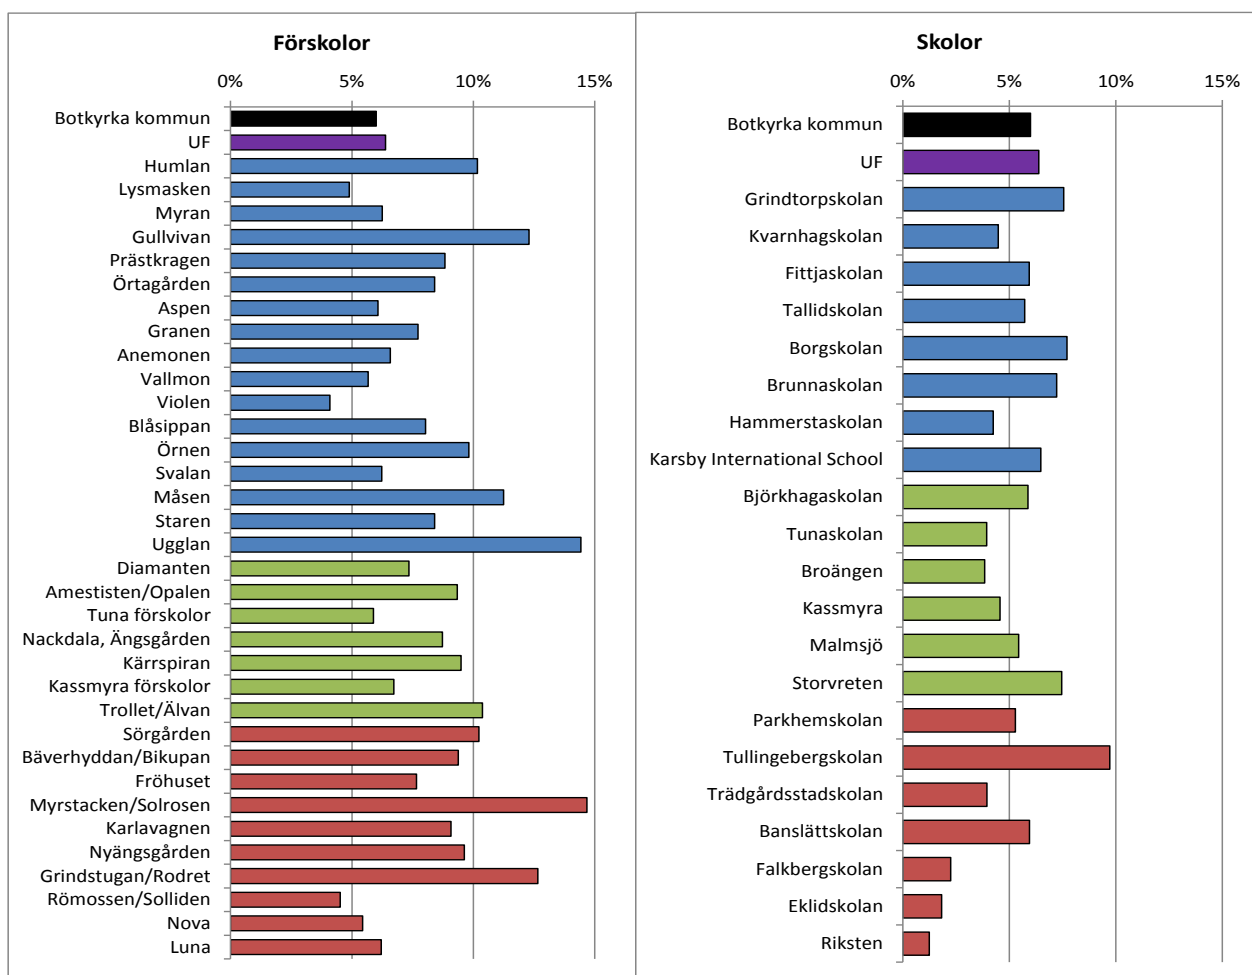 Förskolor
0% 5% 10% 15%
Botkyrka kommun
UF
Humlan
Lysmasken
Myran
Gullvivan
Prästkragen
Örtagården
Aspen
Granen
Anemonen
Vallmon
Violen
Blåsippan
Örnen
Svalan
Måsen
Staren
Ugglan
Diamanten
Amestisten/Opalen
Tuna förskolor
Nackdala, Ängsgården
Kärrspiran
Kassmyra förskolor
Trollet/Älvan
Sörgården
Bäverhyddan/Bikupan
Fröhuset
Myrstacken/Solrosen
Karlavagnen
Nyängsgården
Grindstugan/Rodret
Römossen/Solliden
Nova
Luna
Skolor
0% 5% 10% 15%
Botkyrka kommun
UF
Grindtorpskolan
Kvarnhagskolan
Fittjaskolan
Tallidskolan
Borgskolan
Brunnaskolan
Hammerstaskolan
Karsby International School
Björkhagaskolan
Tunaskolan
Broängen
Kassmyra
Malmsjö
Storvreten
Parkhemskolan
Tullingebergskolan
Trädgårdsstadskolan
Banslättskolan
Falkbergskolan
Eklidskolan
Riksten